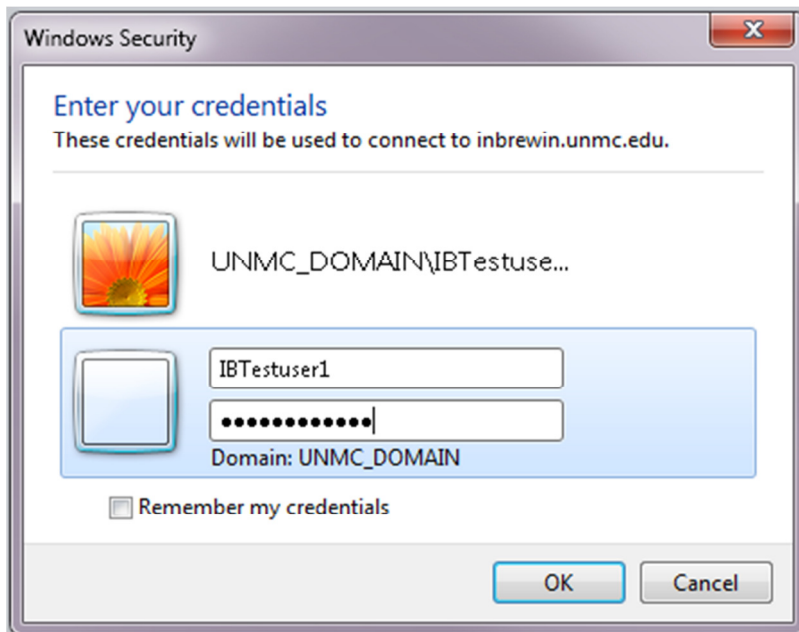 Windows Security
Enter your credentials
These credentials will be used to connect to inbrewin.unmc.edu.
UNMC_DOMAIN\IBTestuse...
IBTestuser1
●●●●●●●●●●●●
Domain: UNMC_DOMAIN
Remember my credentials
OK
Cancel